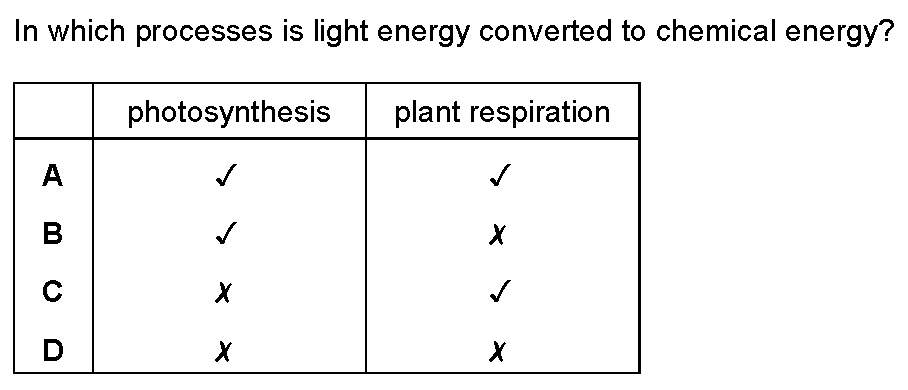 In which processes is light energy converted to chemical energy?
photosynthesis plant respiration
A ✓ ✓
B ✓ ✗
C ✗ ✓
D ✗ ✗